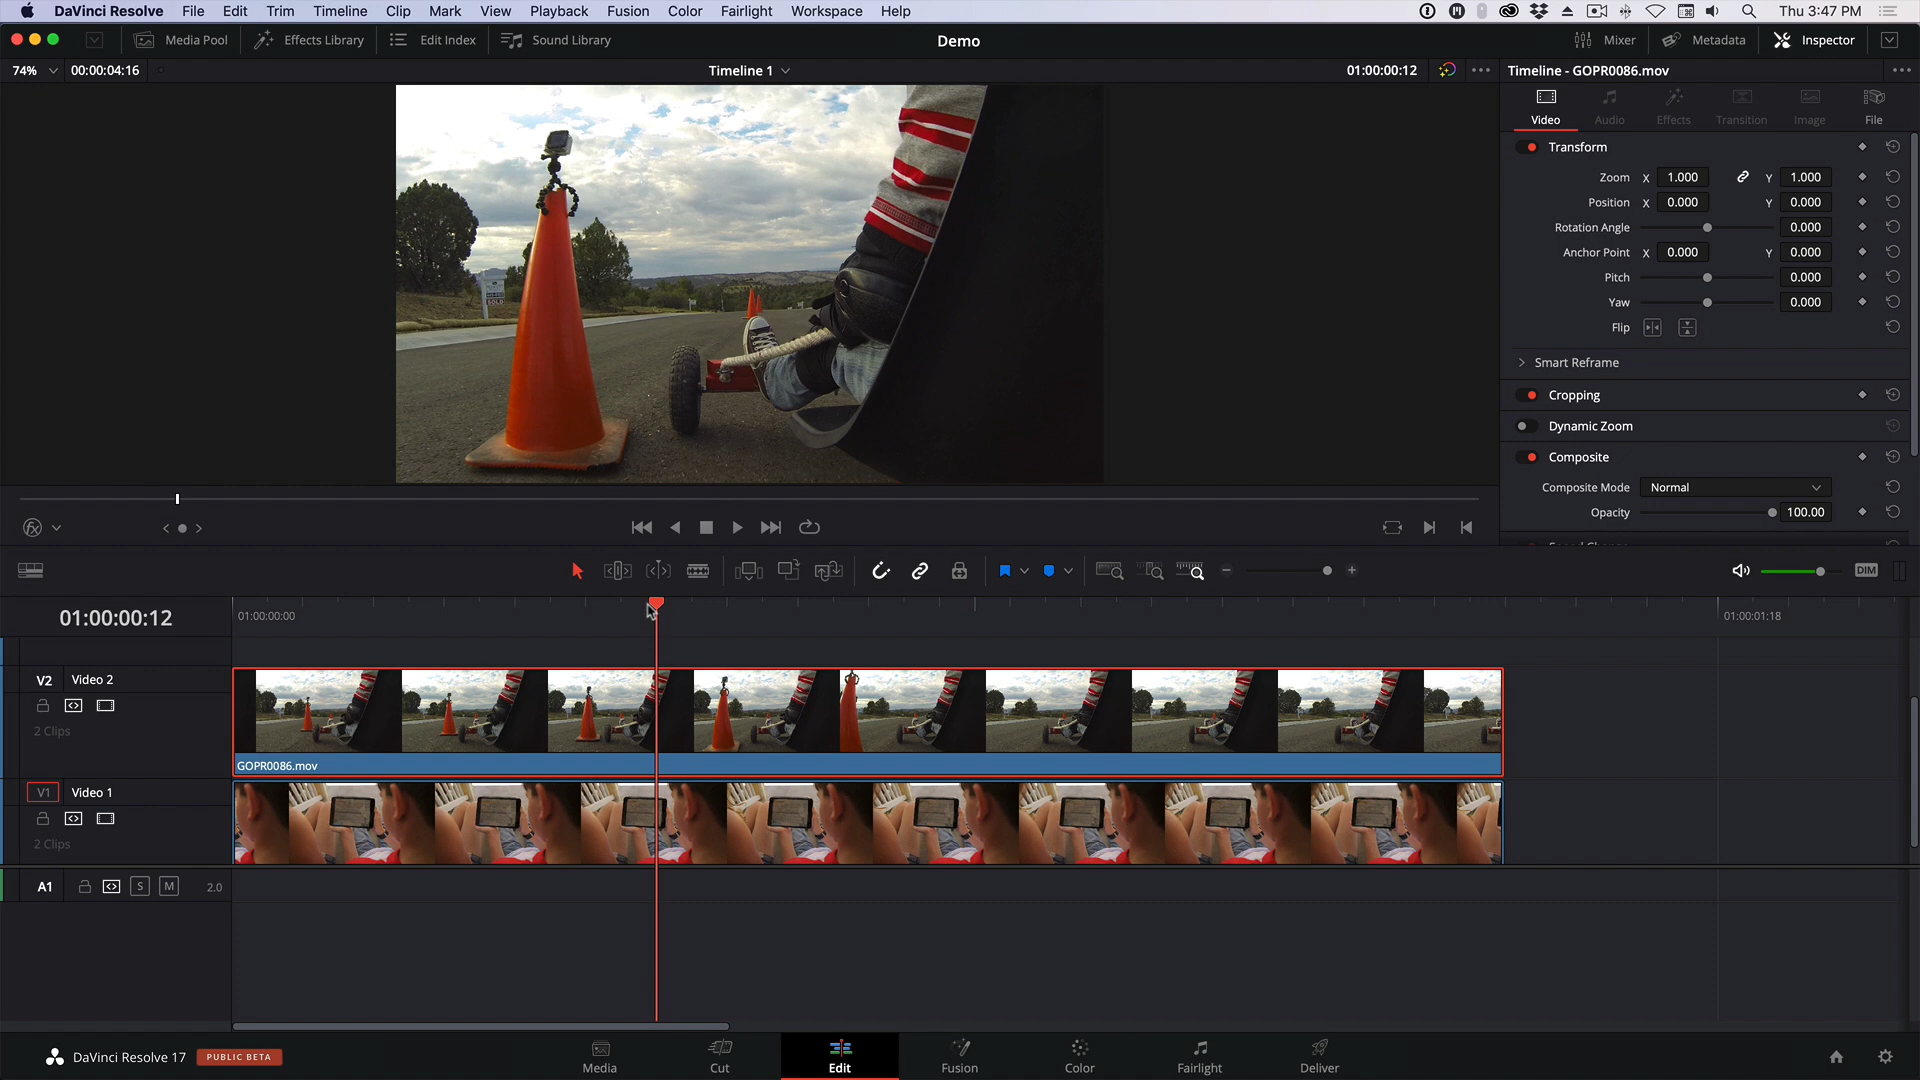 DaVinci Resolve File Edit Trim Timeline Clip Mark View Playback Fusion Color Fairlight Workspace Help Thu 3:47 PM
Media Pool Effects Library Edit Index Sound Library Demo Mixer Metadata Inspector
74% 00:00:04:16 Timeline 1 01:00:00:12 Timeline - GOPR0086.mov
Video Audio Effects Transition Image File
Transform
Zoom X 1.000 Y 1.000
Position X 0.000 Y 0.000
Rotation Angle 0.000
Anchor Point X 0.000 Y 0.000
Pitch 0.000
Yaw 0.000
Flip
Smart Reframe
Cropping
Dynamic Zoom
Composite
Composite Mode Normal
Opacity 100.00
SOLD
DIM
01:00:00:12 01:00:00:00 01:00:01:18
V2 Video 2
2 Clips
GOPR0086.mov
V1 Video 1
2 Clips
A1 S M 2.0
DaVinci Resolve 17 PUBLIC BETA Media Cut Edit Fusion Color Fairlight Deliver